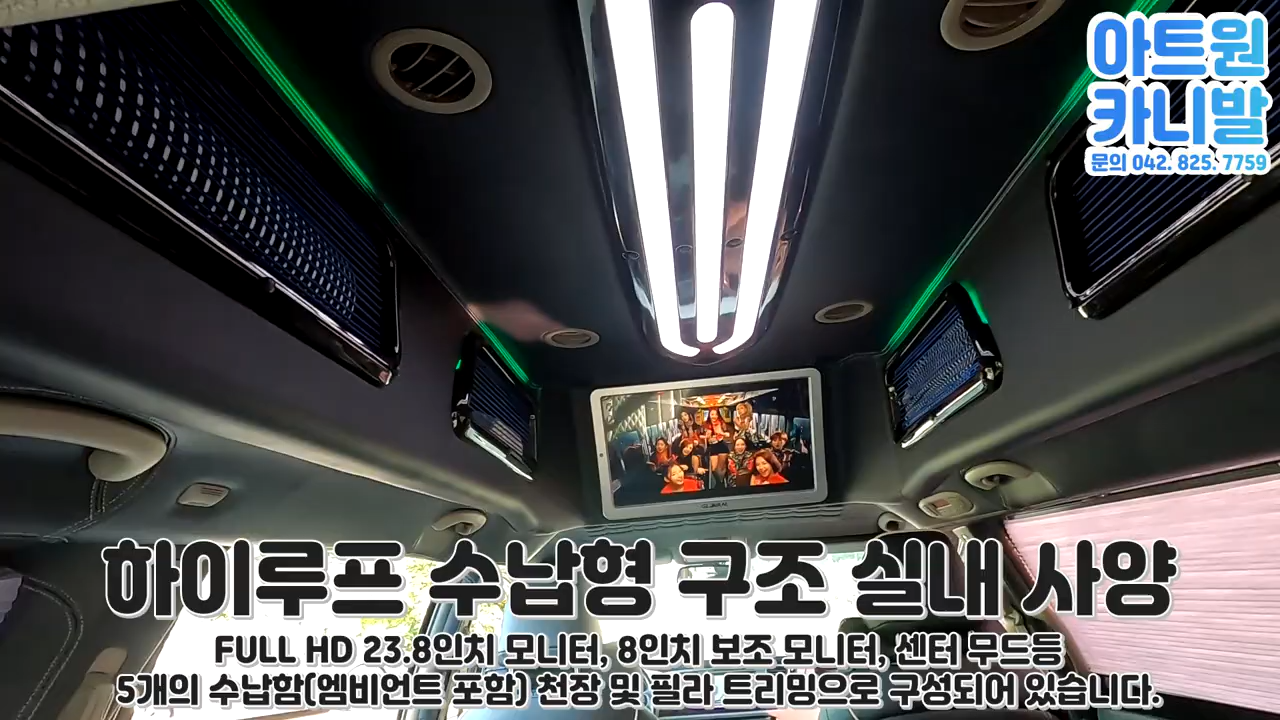 아트원
카니발
문의 042. 825. 7759
하이루프 수납형 구조 실내 사양
FULL HD 23.8인치 모니터, 8인치 보조 모니터, 센터 무드등
5개의 수납함(엠비언트 포함) 천장 및 필라 트리밍으로 구성되어 있습니다.